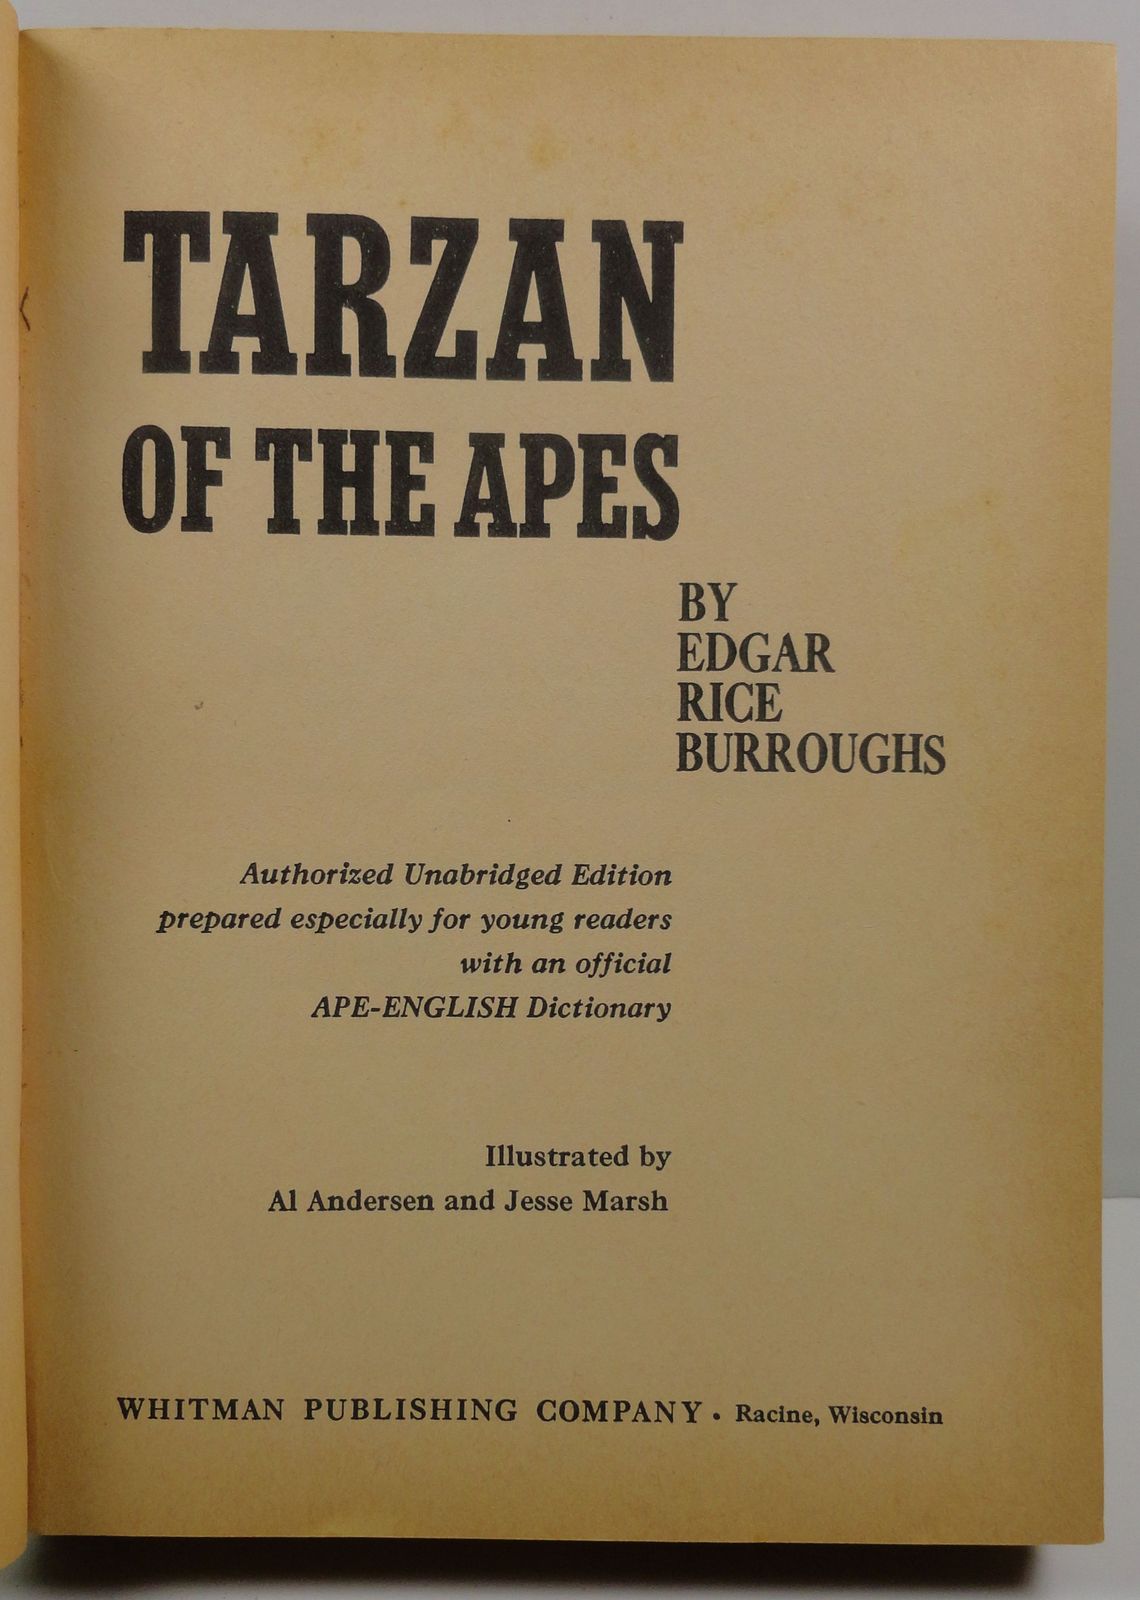 TARZAN
OF THE APES
BY
EDGAR
RICE
BURROUGHS
Authorized Unabridged Edition
prepared especially for young readers
with an official
APE-ENGLISH Dictionary
Illustrated by
Al Andersen and Jesse Marsh
WHITMAN PUBLISHING COMPANY • Racine, Wisconsin